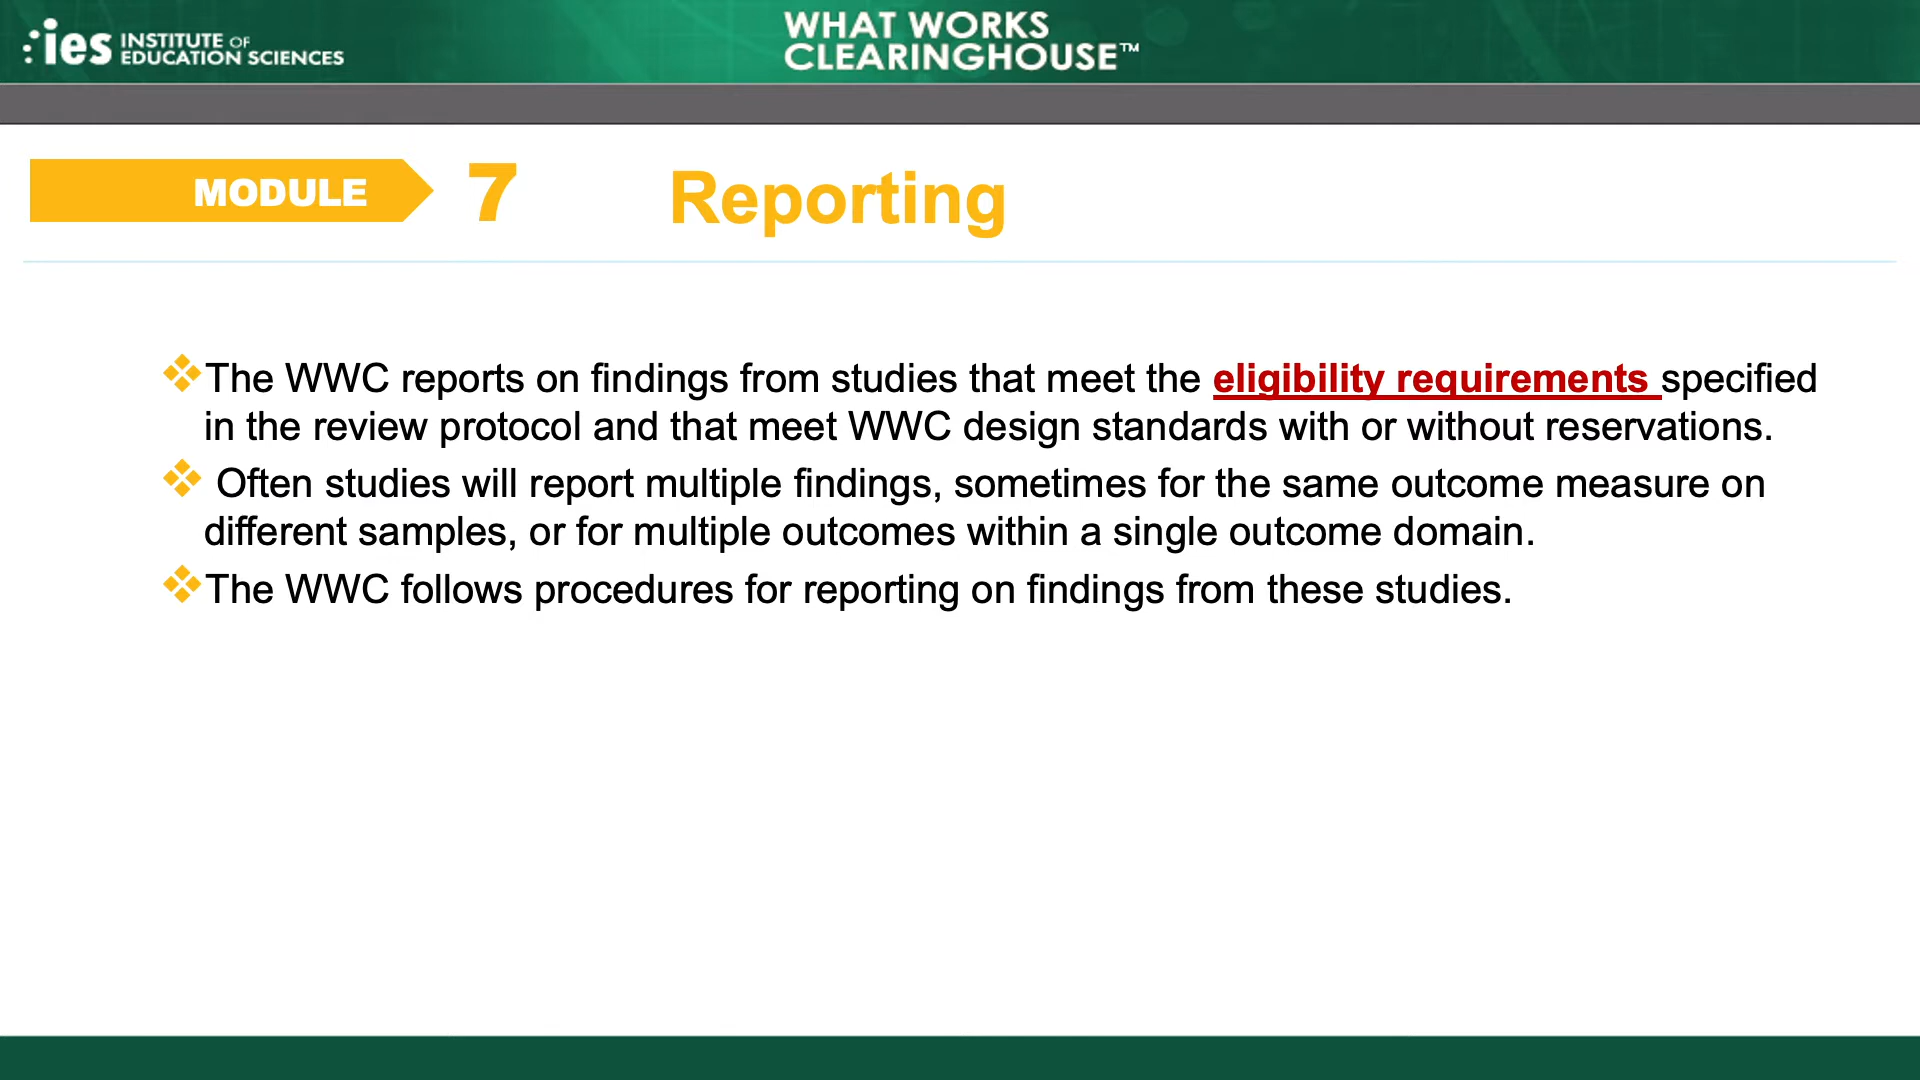 ies INSTITUTE OF
EDUCATION SCIENCES
WHAT WORKS
CLEARINGHOUSE™
MODULE 7 Reporting
The WWC reports on findings from studies that meet the eligibility requirements specified
in the review protocol and that meet WWC design standards with or without reservations.
Often studies will report multiple findings, sometimes for the same outcome measure on
different samples, or for multiple outcomes within a single outcome domain.
The WWC follows procedures for reporting on findings from these studies.